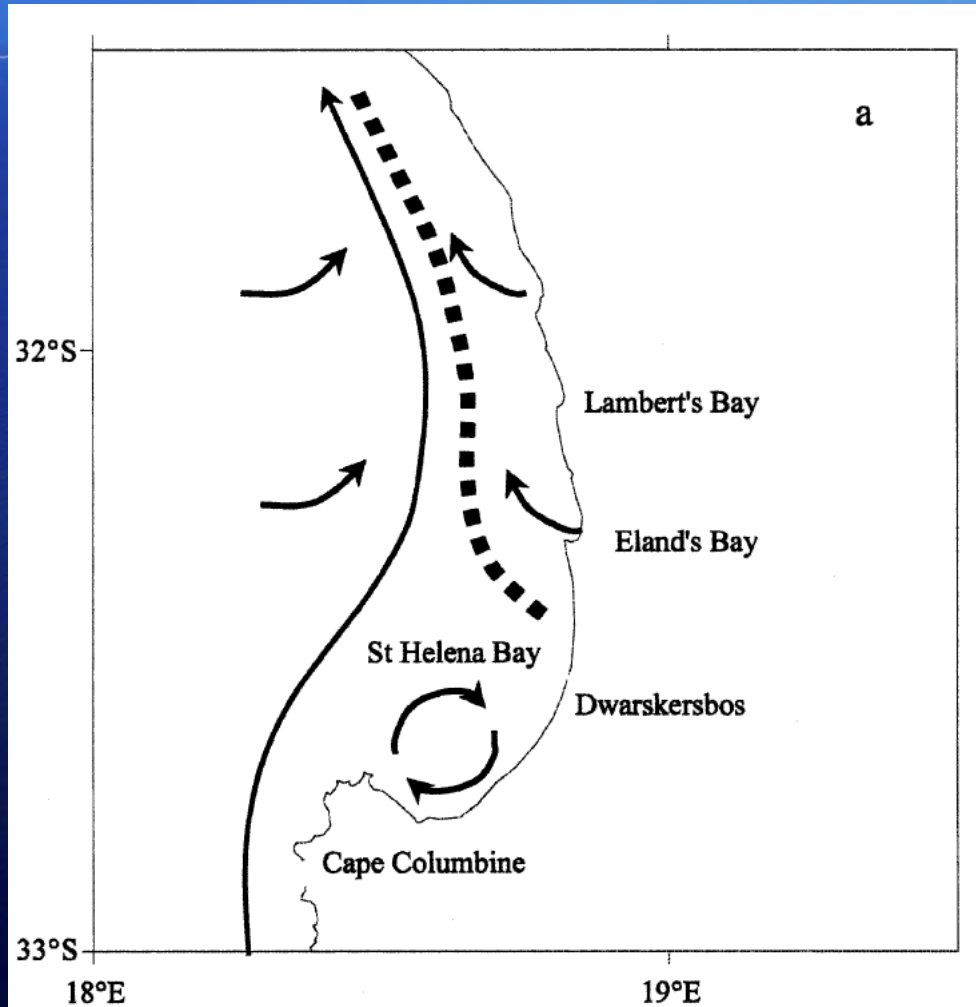 a
32°S
Lambert's Bay
Eland's Bay
St Helena Bay
Dwarskersbos
Cape Columbine
33°S
18°E
19°E